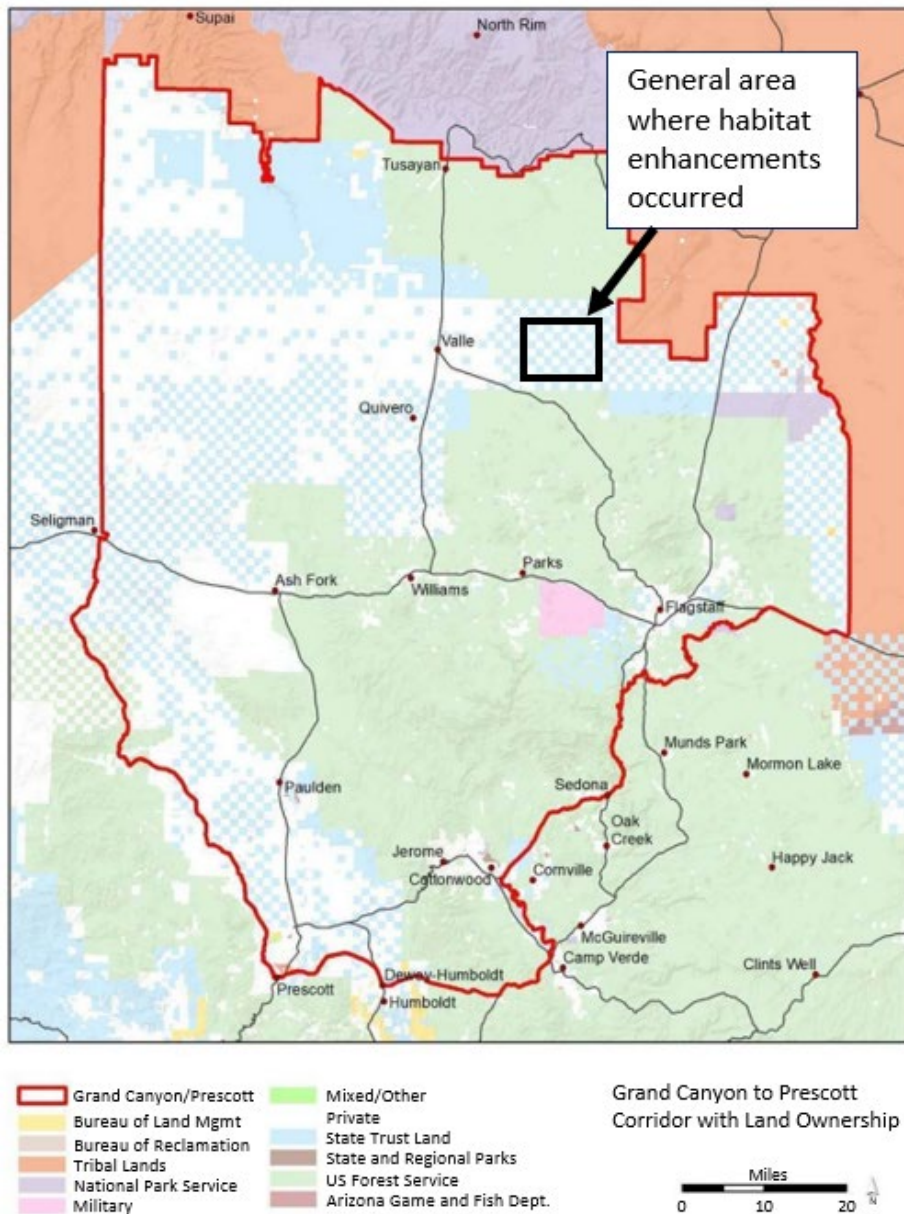 Supai
North Rim
General area
where habitat
enhancements
occurred
Tusayan
Valle
Quivero
Seligman
Ash Fork
Williams
Parks
Flagstaff
Munds Park
Mormon Lake
Paulden
Sedona
Oak
Creek
Jerome
Cottonwood
Cornville
Happy Jack
McGuireville
Camp Verde
Clints Well
Prescott
Dewey-Humboldt
Humboldt
Grand Canyon/Prescott
Bureau of Land Mgmt
Bureau of Reclamation
Tribal Lands
National Park Service
Military
Mixed/Other
Private
State Trust Land
State and Regional Parks
US Forest Service
Arizona Game and Fish Dept.
Grand Canyon to Prescott
Corridor with Land Ownership
Miles
0 10 20
N